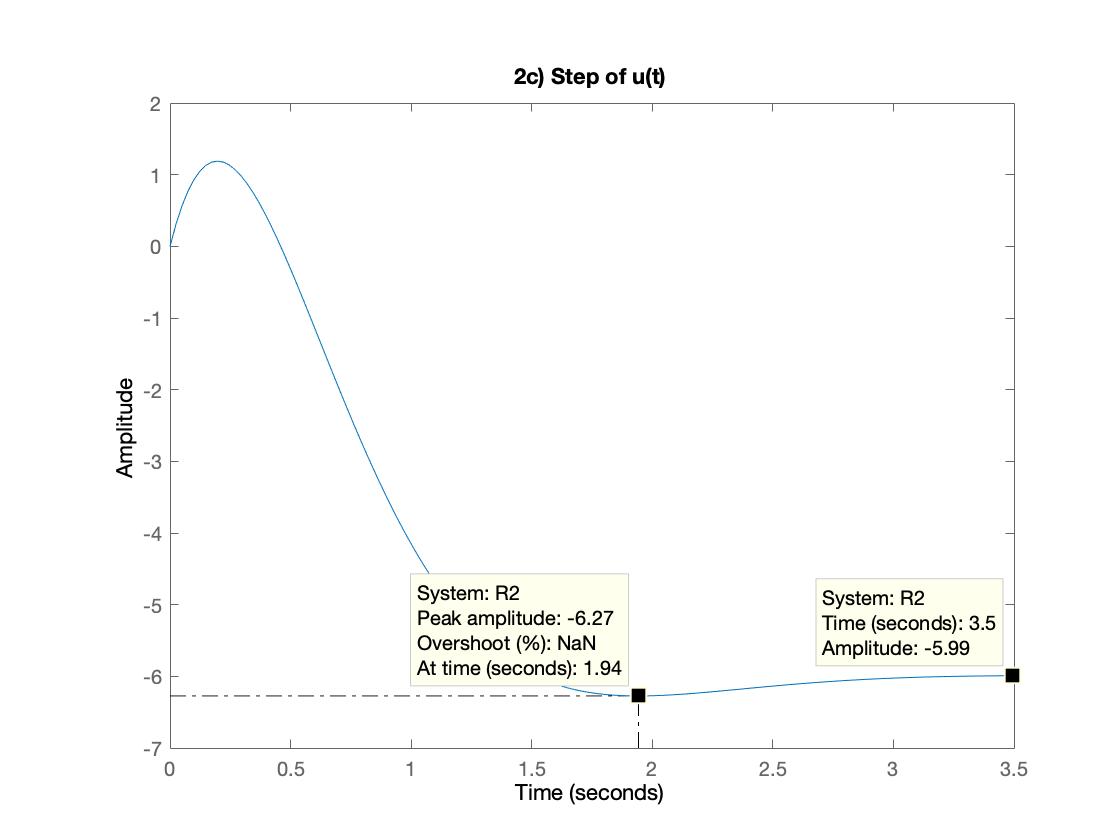 2c) Step of u(t)
2
1
0
-1
-2
-3
-4
-5
-6
-7
Amplitude
System: R2
Peak amplitude: -6.27
Overshoot (%): NaN
At time (seconds): 1.94
System: R2
Time (seconds): 3.5
Amplitude: -5.99
0 0.5 1 1.5 2 2.5 3 3.5
Time (seconds)